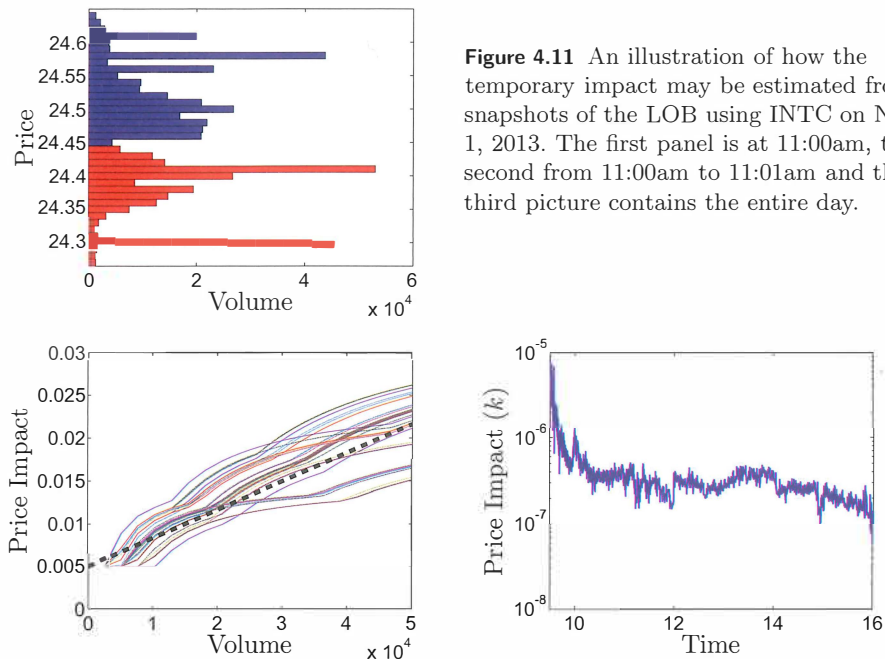 24.6
24.55
24.5
24.45
24.4
24.35
24.3
Price
0
2
4
6
Volume
x 10^4
Figure 4.11 An illustration of how the
temporary impact may be estimated
snapshots of the LOB using INTC on
1, 2013. The first panel is at 11:00am,
second from 11:00am to 11:01am and
third picture contains the entire day.
0.03
0.025
0.02
0.015
0.01
0.005
0
Price Impact
0
1
2
3
4
5
Volume
x 10^4
10^-5
10^-6
10^-7
10^-8
Price Impact (k)
10
12
14
16
Time